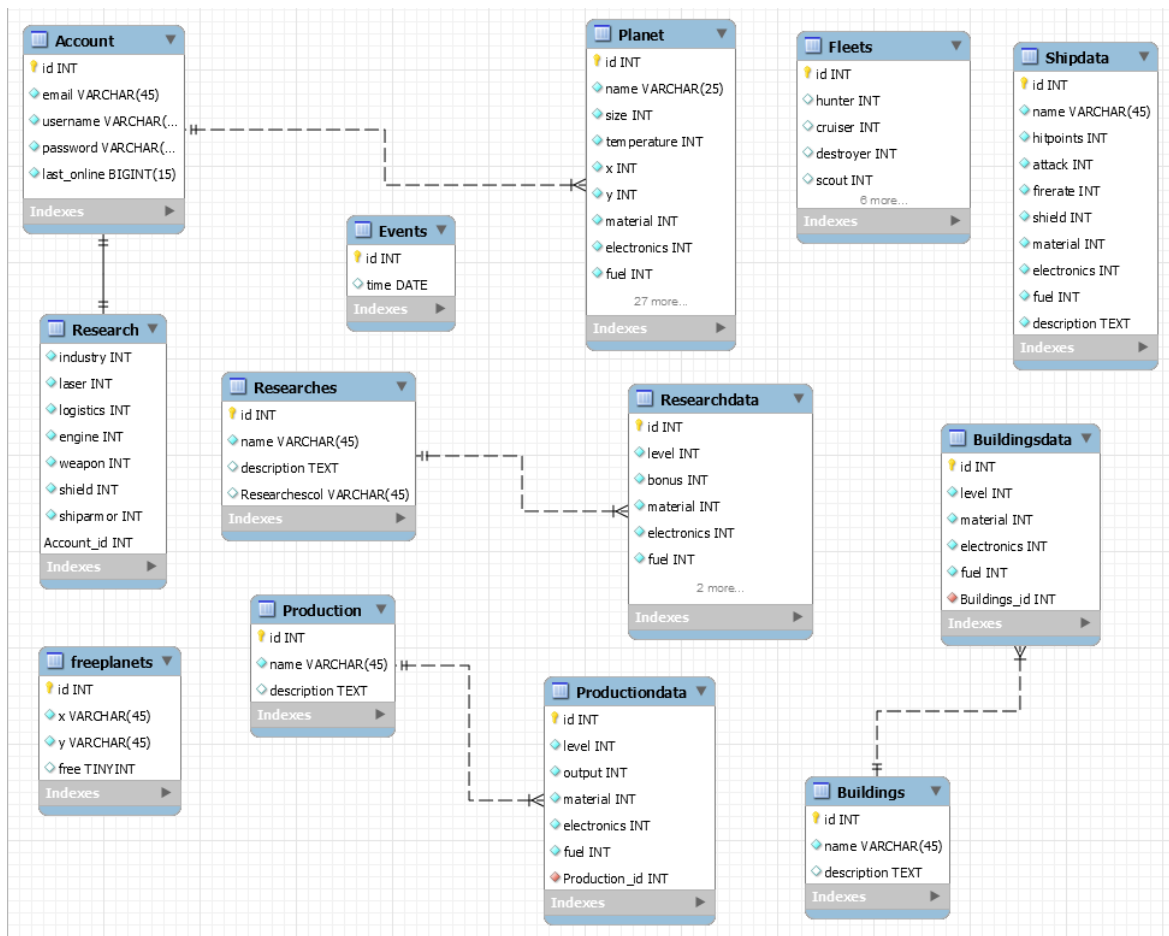 Account
id INT
email VARCHAR(45)
username VARCHAR(...
password VARCHAR(...
last_online BIGINT(15)
Indexes
Planet
id INT
name VARCHAR(25)
size INT
temperature INT
x INT
y INT
material INT
electronics INT
fuel INT
27 more...
Indexes
Fleets
id INT
hunter INT
cruiser INT
destroyer INT
scout INT
6 more...
Indexes
Shipdata
id INT
name VARCHAR(45)
hitpoints INT
attack INT
firerate INT
shield INT
material INT
electronics INT
fuel INT
description TEXT
Indexes
Events
id INT
time DATE
Indexes
Research
industry INT
laser INT
logistics INT
engine INT
weapon INT
shield INT
shiparmor INT
Account_id INT
Indexes
Researches
id INT
name VARCHAR(45)
description TEXT
Researchescol VARCHAR(45)
Indexes
Researchdata
id INT
level INT
bonus INT
material INT
electronics INT
fuel INT
2 more...
Indexes
Buildingsdata
id INT
level INT
material INT
electronics INT
fuel INT
Buildings_id INT
Indexes
freeplanets
id INT
x VARCHAR(45)
y VARCHAR(45)
free TINYINT
Indexes
Production
id INT
name VARCHAR(45)
description TEXT
Indexes
Productiondata
id INT
level INT
output INT
material INT
electronics INT
fuel INT
Production_id INT
Indexes
Buildings
id INT
name VARCHAR(45)
description TEXT
Indexes